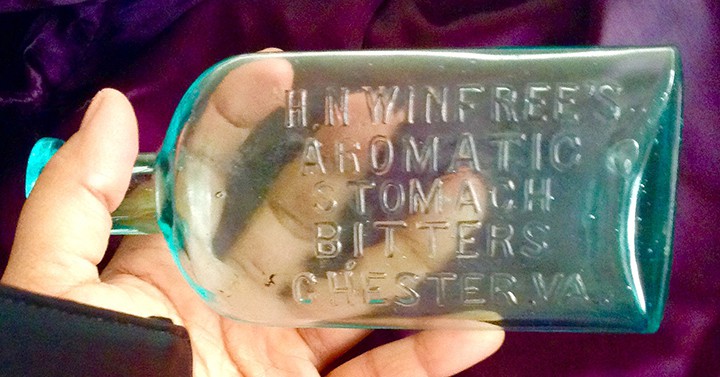 H.N WINFREE'S
AROMATIC
STOMACH
BITTERS
CHESTER.VA.